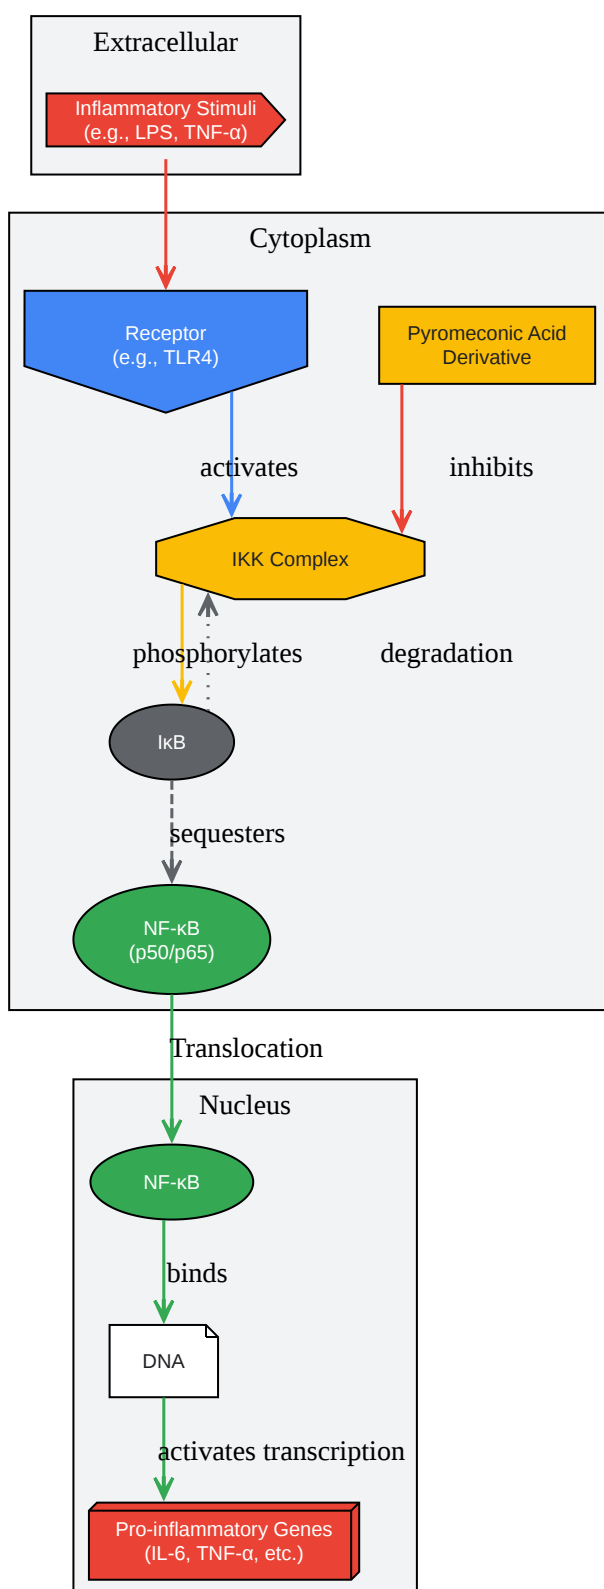 Extracellular
Inflammatory Stimuli
(e.g., LPS, TNF-α)
Cytoplasm
Receptor
(e.g., TLR4)
Pyromeconic Acid
Derivative
activates
inhibits
IKK Complex
phosphorylates
degradation
IκB
sequesters
NF-κB
(p50/p65)
Translocation
Nucleus
NF-κB
binds
DNA
activates transcription
Pro-inflammatory Genes
(IL-6, TNF-α, etc.)